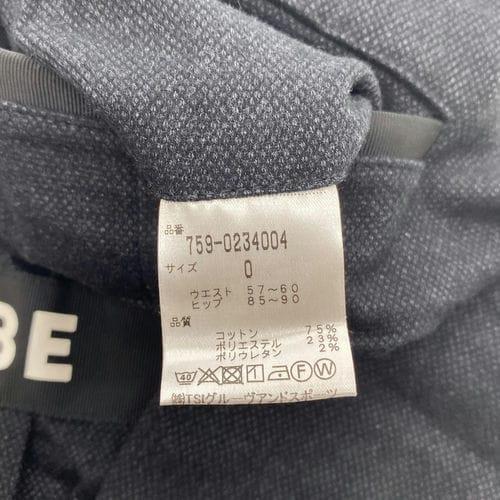 品番
759-0234004
サイズ 0
ウエスト 57～60
ヒップ 85～90
品質
コットン 75%
ポリエステル 23%
ポリウレタン 2%
40 F W
㈱TSIグルーヴアンドスポーツ
BE